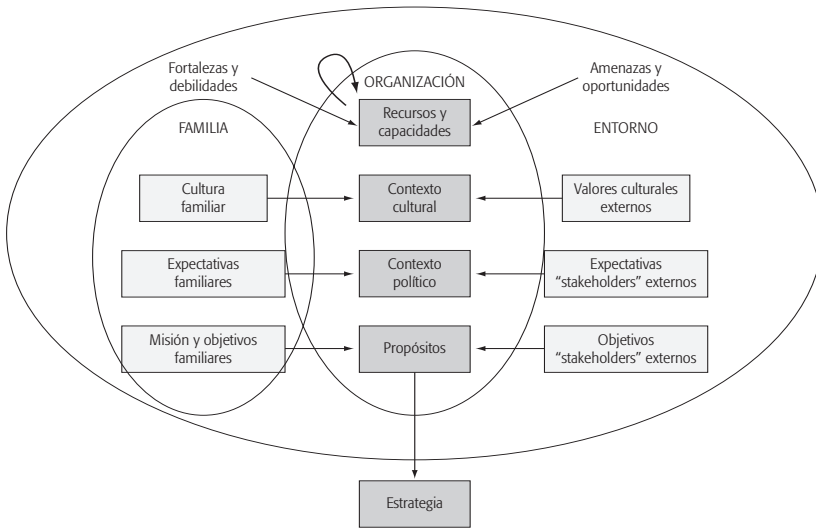 Fortalezas y
debilidades
ORGANIZACIÓN
Amenazas y
oportunidades
FAMILIA
Recursos y
capacidades
ENTORNO
Cultura
familiar
Contexto
cultural
Valores culturales
externos
Expectativas
familiares
Contexto
político
Expectativas
“stakeholders” externos
Misión y objetivos
familiares
Propósitos
Objetivos
“stakeholders” externos
Estrategia